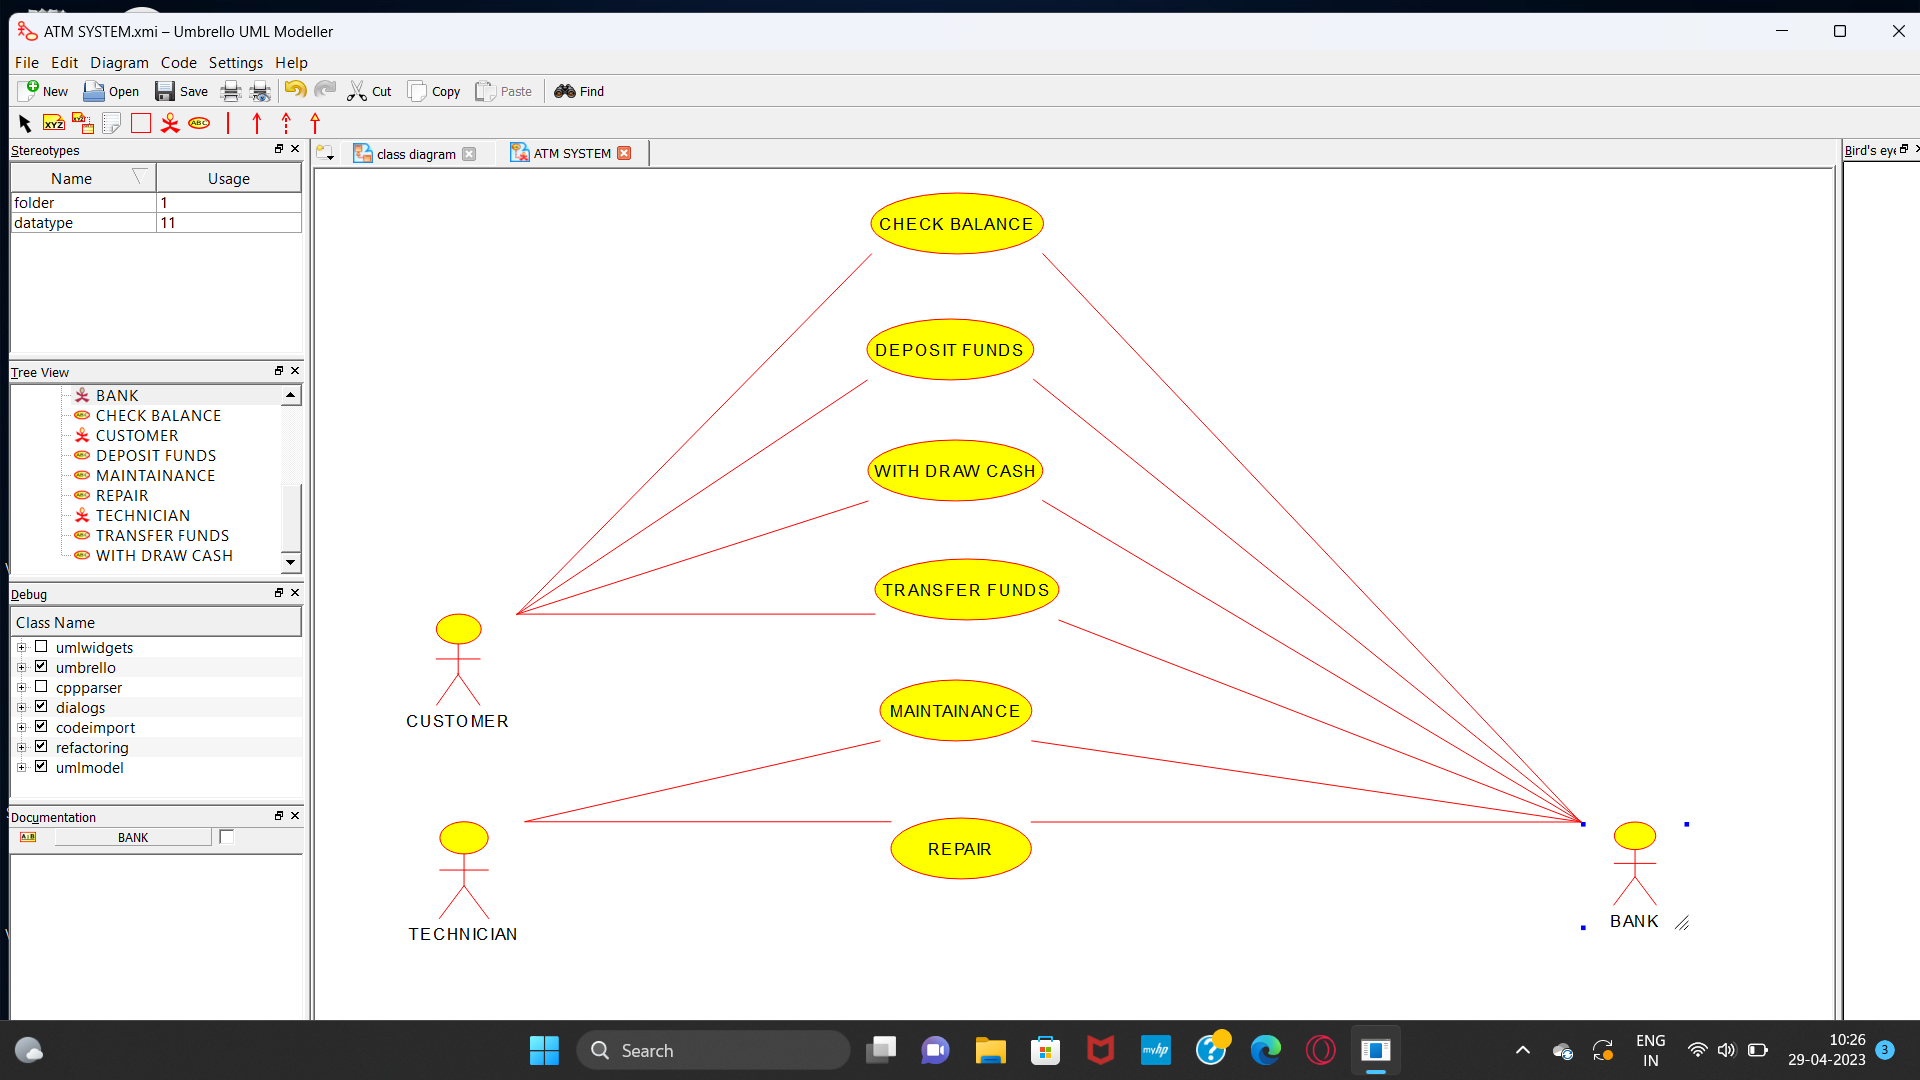 ATM SYSTEM.xmi – Umbrello UML Modeller
File Edit Diagram Code Settings Help
New Open Save Cut Copy Paste Find
XYZ ABC
Stereotypes
Name Usage
folder 1
datatype 11
Tree View
BANK
CHECK BALANCE
CUSTOMER
DEPOSIT FUNDS
MAINTAINANCE
REPAIR
TECHNICIAN
TRANSFER FUNDS
WITH DRAW CASH
Debug
Class Name
umlwidgets
umbrello
cppparser
dialogs
codeimport
refactoring
umlmodel
Documentation
BANK
class diagram ATM SYSTEM
Bird's eye
CHECK BALANCE
DEPOSIT FUNDS
WITH DRAW CASH
TRANSFER FUNDS
CUSTOMER
MAINTAINANCE
REPAIR
TECHNICIAN
BANK
Search
myhp
ENG
IN
10:26
29-04-2023
3